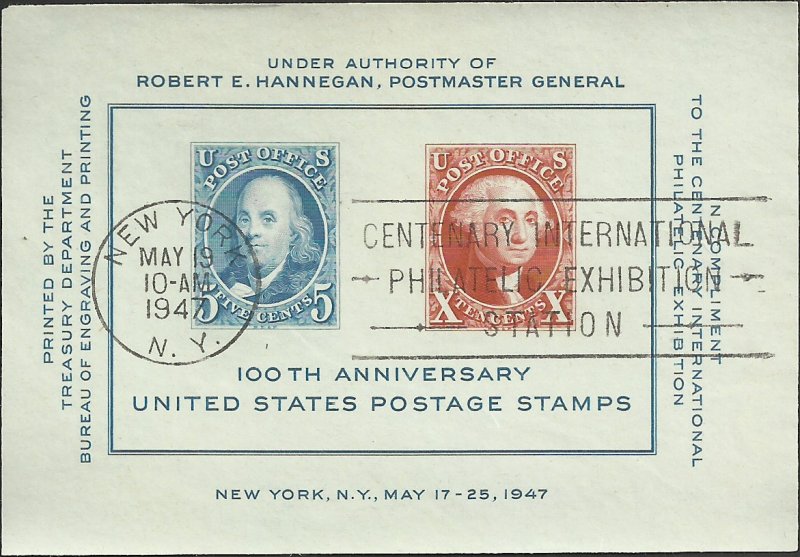 UNDER AUTHORITY OF
ROBERT E. HANNEGAN, POSTMASTER GENERAL
PRINTED BY THE
TREASURY DEPARTMENT
BUREAU OF ENGRAVING AND PRINTING
U S
POST OFFICE
5 FIVE CENTS 5
U S
POST OFFICE
X TEN CENTS X
NEW YORK
MAY 19
10-AM
1947
N. Y.
CENTENARY INTERNATIONAL
PHILATELIC EXHIBITION
STATION
IN COMPLIMENT
TO THE CENTENARY INTERNATIONAL
PHILATELIC EXHIBITION
100TH ANNIVERSARY
UNITED STATES POSTAGE STAMPS
NEW YORK, N.Y., MAY 17-25, 1947